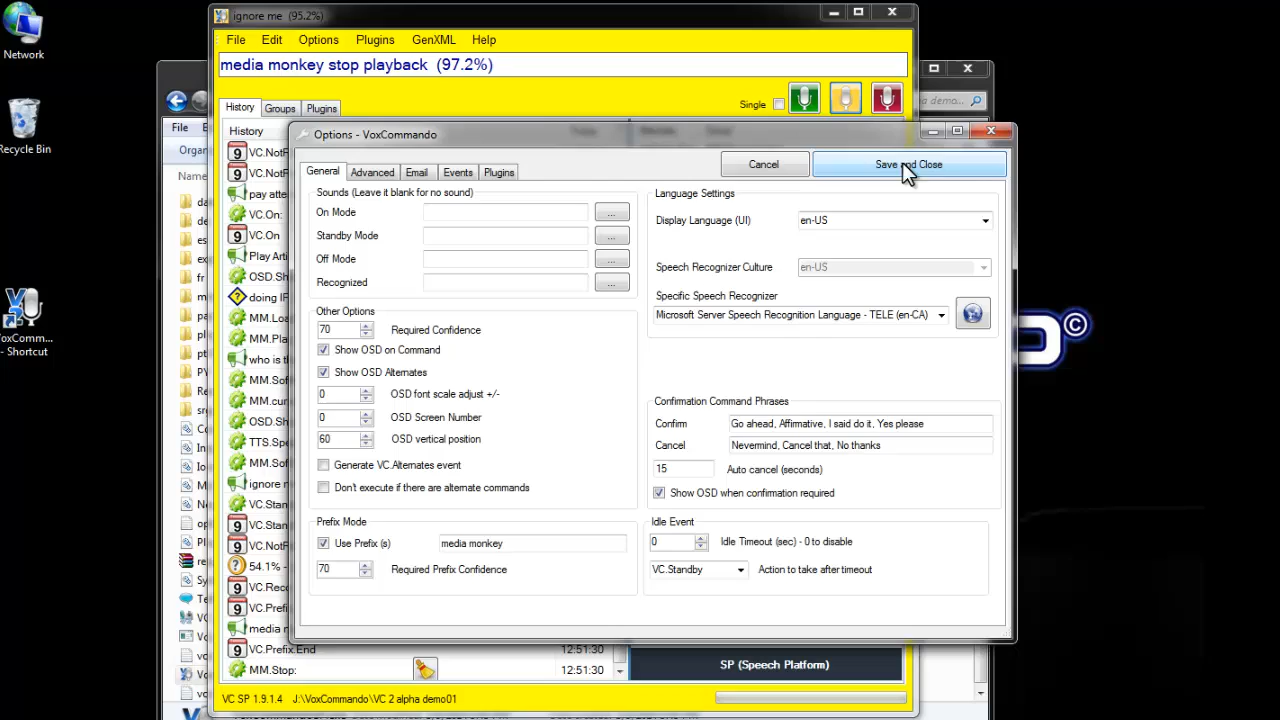 Network
Recycle Bin
VoxComm...
- Shortcut
ignore me (95.2%)
File Edit Options Plugins GenXML Help
media monkey stop playback (97.2%)
Single
History Groups Plugins
History
File
Organ
Name
VC.NotF
VC.NotF
pay atte
VC.On:
VC.On
Play Arti
OSD.Sh
doing IF
MM.Loa
MM.Pla
who is th
MM.Sof
MM.cur
OSD.Sh
TTS.Spe
MM.Sof
ignore n
VC.Stan
VC.Stan
VC.NotF
54.1% -
VC.Reco
VC.Prefi
media n
VC.Prefix.End 12:51:30
MM.Stop: 12:51:30
SP (Speech Platform)
VC SP 1.9.1.4 J:\VoxCommando\VC 2 alpha demo01
Options - VoxCommando
General Advanced Email Events Plugins
Cancel
Save and Close
Sounds (Leave it blank for no sound)
On Mode ...
Standby Mode ...
Off Mode ...
Recognized ...
Other Options
70 Required Confidence
Show OSD on Command
Show OSD Alternates
0 OSD font scale adjust +/-
0 OSD Screen Number
60 OSD vertical position
Generate VC.Alternates event
Don't execute if there are alternate commands
Prefix Mode
Use Prefix (s) media monkey
70 Required Prefix Confidence
Language Settings
Display Language (UI) en-US
Speech Recognizer Culture en-US
Specific Speech Recognizer
Microsoft Server Speech Recognition Language - TELE (en-CA)
Confirmation Command Phrases
Confirm Go ahead, Affirmative, I said do it, Yes please
Cancel Nevermind, Cancel that, No thanks
15 Auto cancel (seconds)
Show OSD when confirmation required
Idle Event
0 Idle Timeout (sec) - 0 to disable
VC.Standby Action to take after timeout